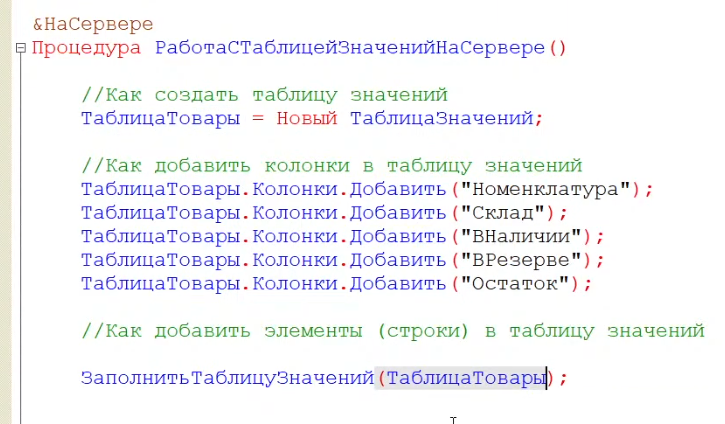 &НаСервере
Процедура РаботаСТаблицейЗначенийНаСервере()
//Как создать таблицу значений
ТаблицаТовары = Новый ТаблицаЗначений;
//Как добавить колонки в таблицу значений
ТаблицаТовары.Колонки.Добавить("Номенклатура");
ТаблицаТовары.Колонки.Добавить("Склад");
ТаблицаТовары.Колонки.Добавить("ВНаличии");
ТаблицаТовары.Колонки.Добавить("ВРезерве");
ТаблицаТовары.Колонки.Добавить("Остаток");
//Как добавить элементы (строки) в таблицу значений
ЗаполнитьТаблицуЗначений(ТаблицаТовары);